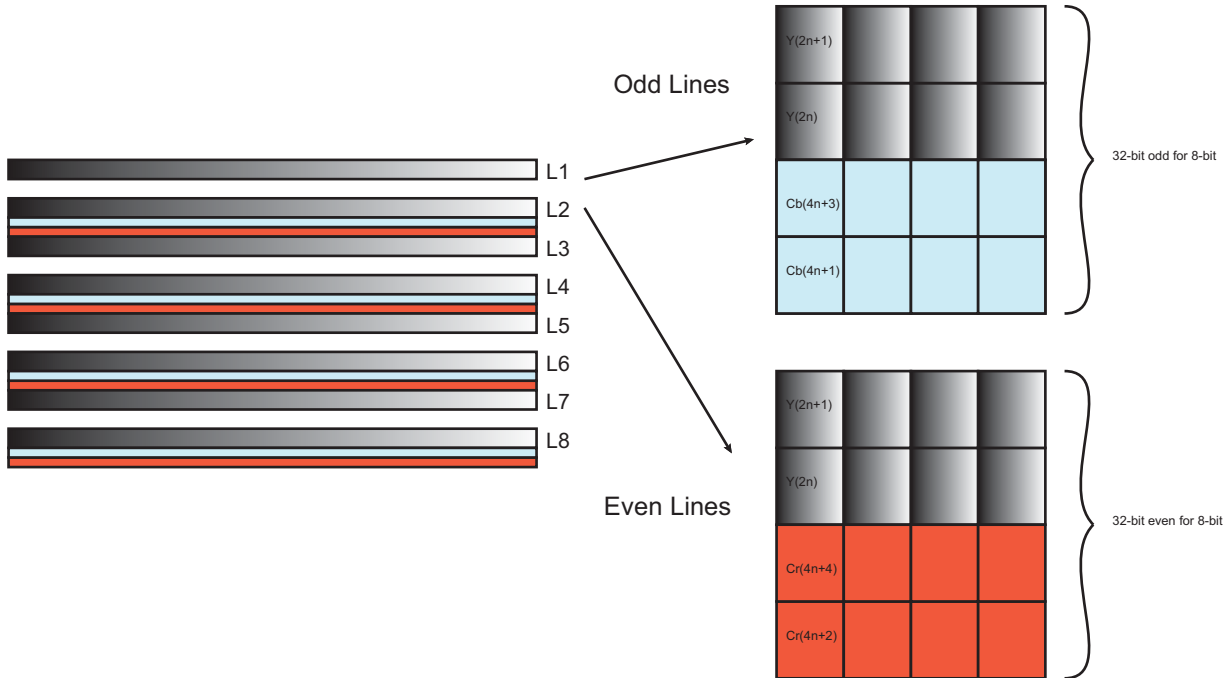 L1
L2
L3
L4
L5
L6
L7
L8
Odd Lines
Y(2n+1)
Y(2n)
Cb(4n+3)
Cb(4n+1)
32-bit odd for 8-bit
Even Lines
Y(2n+1)
Y(2n)
Cr(4n+4)
Cr(4n+2)
32-bit even for 8-bit